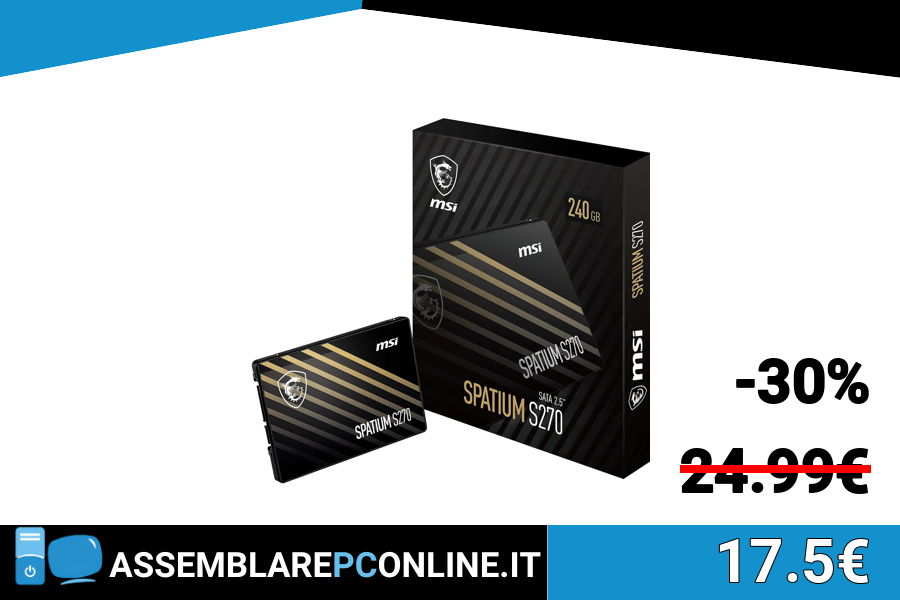 msi
240 GB
msi
SPATIUM S270
SATA 2.5"
SPATIUM S270
SPATIUM S270
msi
msi
SPATIUM S270
-30%
24.99€
ASSEMBLAREPCONLINE.IT
17.5€